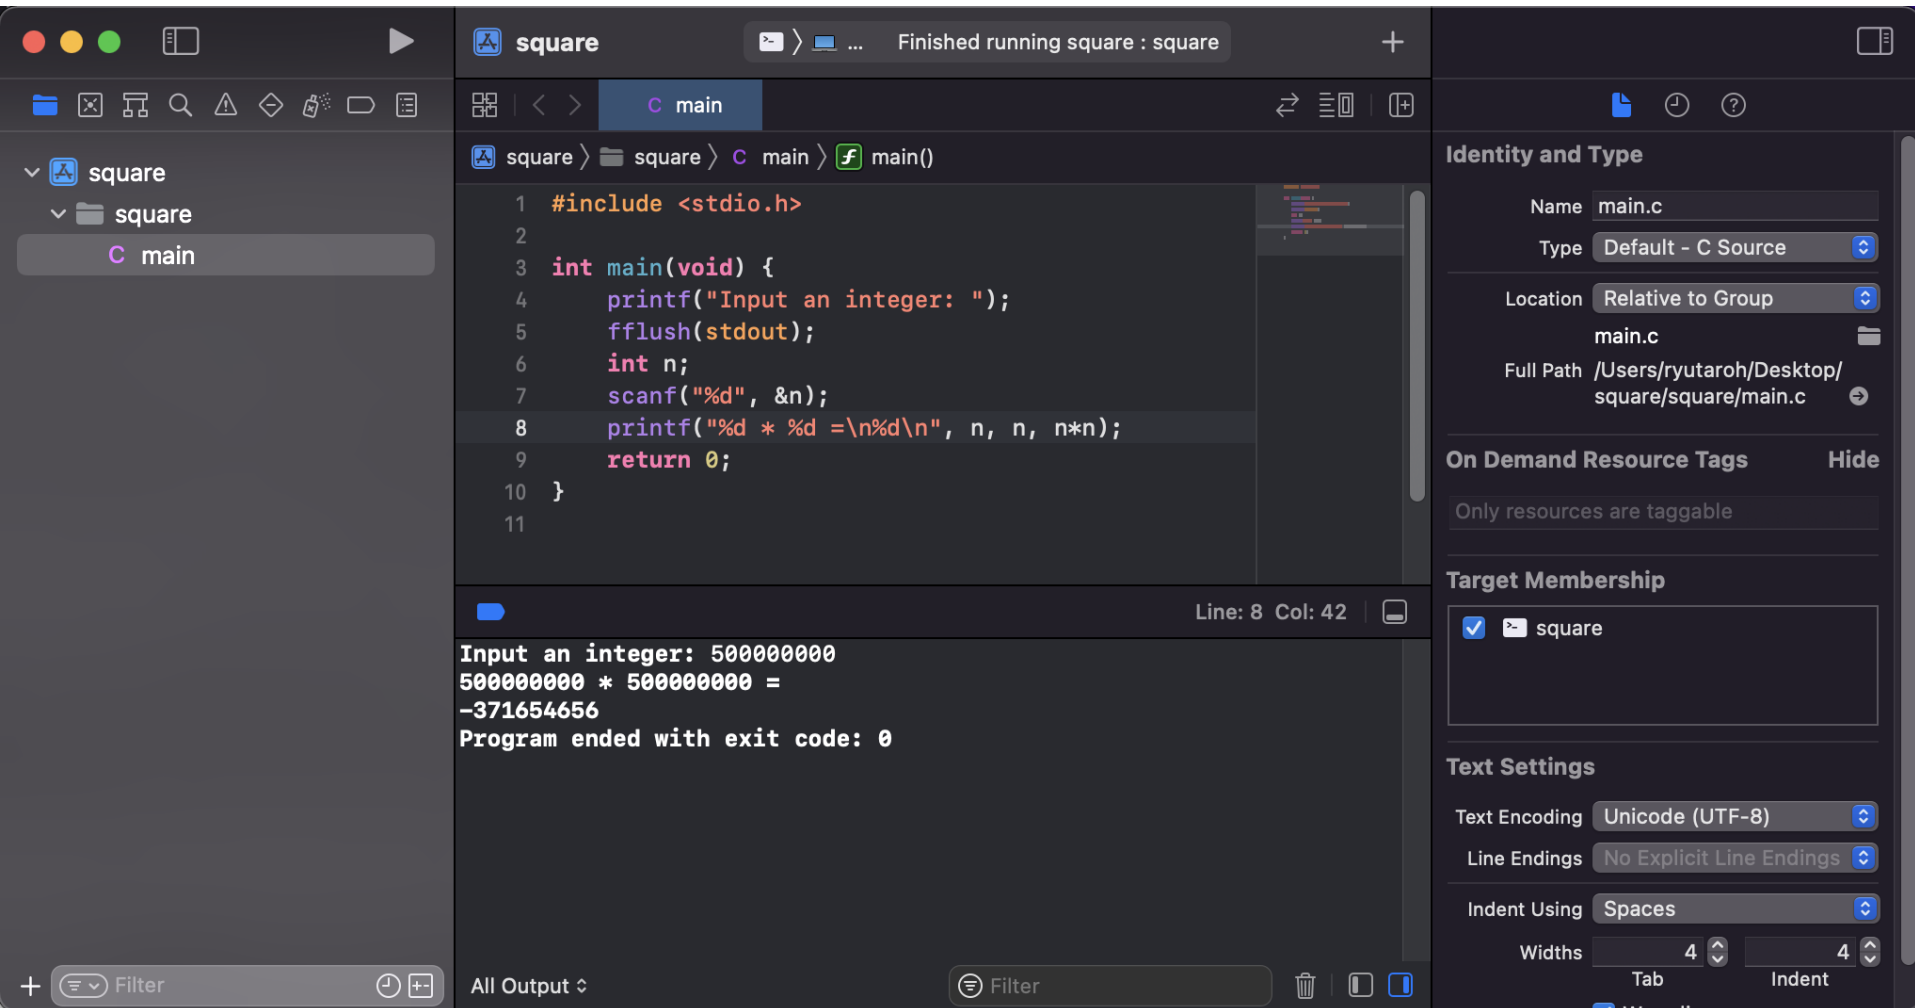 square
... Finished running square : square
main
square square main main()
square
square
main
1 #include <stdio.h>
2
3 int main(void) {
4 printf("Input an integer: ");
5 fflush(stdout);
6 int n;
7 scanf("%d", &n);
8 printf("%d * %d =\n%d\n", n, n, n*n);
9 return 0;
10 }
11
Line: 8 Col: 42
Input an integer: 500000000
500000000 * 500000000 =
-371654656
Program ended with exit code: 0
Filter
All Output
Filter
Identity and Type
Name main.c
Type Default - C Source
Location Relative to Group
main.c
Full Path /Users/ryutaroh/Desktop/
square/square/main.c
On Demand Resource Tags Hide
Only resources are taggable
Target Membership
square
Text Settings
Text Encoding Unicode (UTF-8)
Line Endings No Explicit Line Endings
Indent Using Spaces
Widths 4 4
Tab Indent